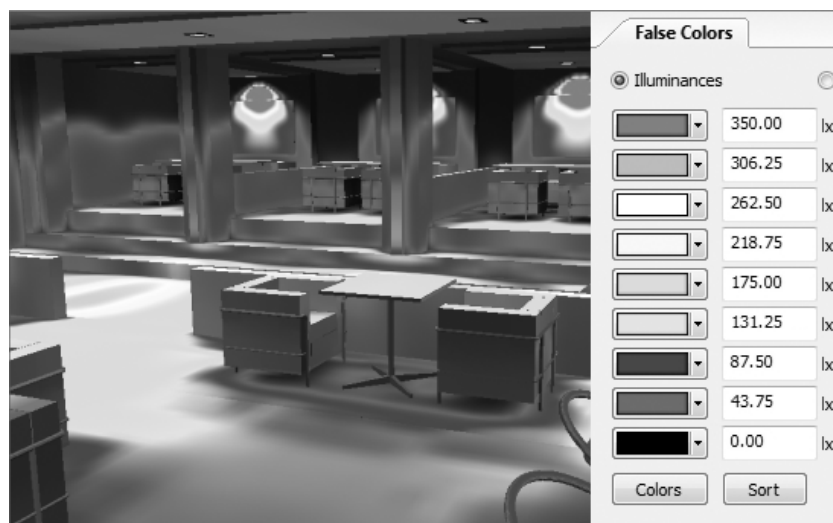 False Colors
Illuminances
350.00 lx
306.25 lx
262.50 lx
218.75 lx
175.00 lx
131.25 lx
87.50 lx
43.75 lx
0.00 lx
Colors Sort